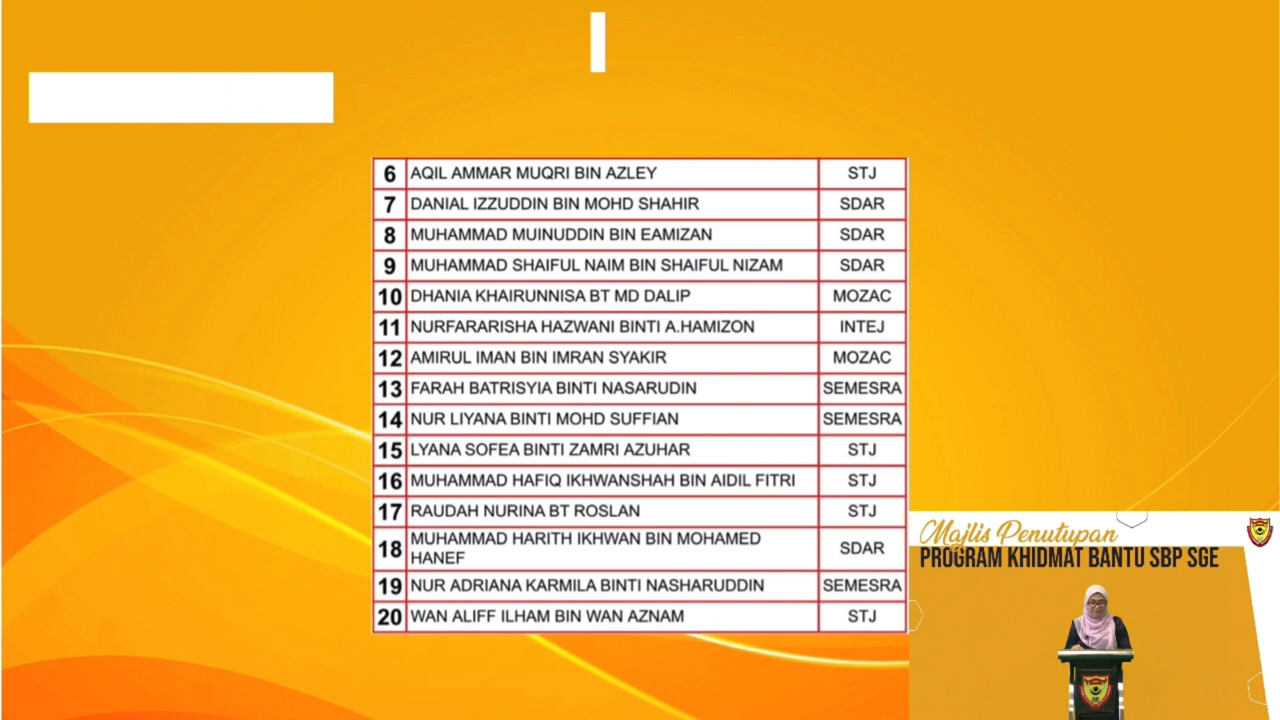 6 AQIL AMMAR MUQRI BIN AZLEY STJ
7 DANIAL IZZUDDIN BIN MOHD SHAHIR SDAR
8 MUHAMMAD MUINUDDIN BIN EAMIZAN SDAR
9 MUHAMMAD SHAIFUL NAIM BIN SHAIFUL NIZAM SDAR
10 DHANIA KHAIRUNNISA BT MD DALIP MOZAC
11 NURFARARISHA HAZWANI BINTI A.HAMIZON INTEJ
12 AMIRUL IMAN BIN IMRAN SYAKIR MOZAC
13 FARAH BATRISYIA BINTI NASARUDIN SEMESRA
14 NUR LIYANA BINTI MOHD SUFFIAN SEMESRA
15 LYANA SOFEA BINTI ZAMRI AZUHAR STJ
16 MUHAMMAD HAFIQ IKHWANSHAH BIN AIDIL FITRI STJ
17 RAUDAH NURINA BT ROSLAN STJ
18 MUHAMMAD HARITH IKHWAN BIN MOHAMED
HANEF SDAR
19 NUR ADRIANA KARMILA BINTI NASHARUDDIN SEMESRA
20 WAN ALIFF ILHAM BIN WAN AZNAM STJ
Majlis Penutupan
PROGRAM KHIDMAT BANTU SBP SGE